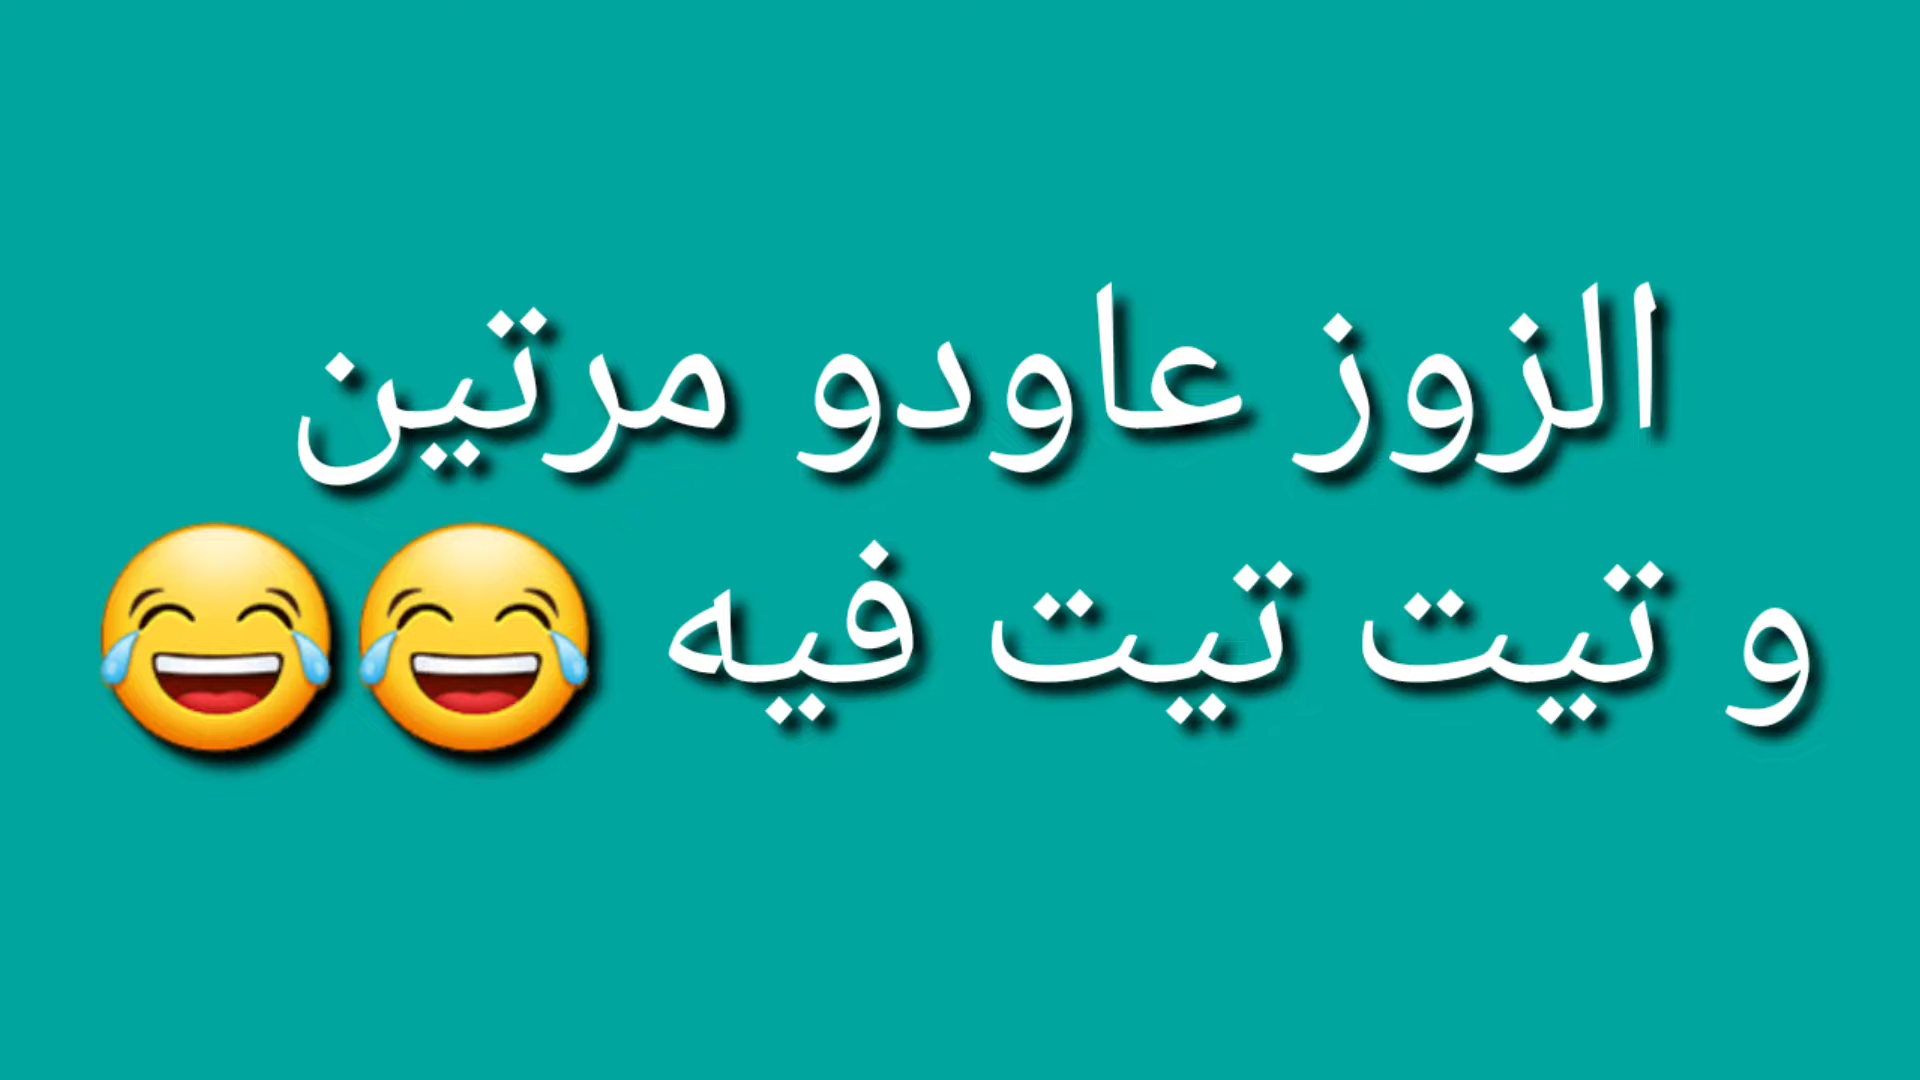 الزوز عاودو مرتين
و تيت تيت فيه 😂😂